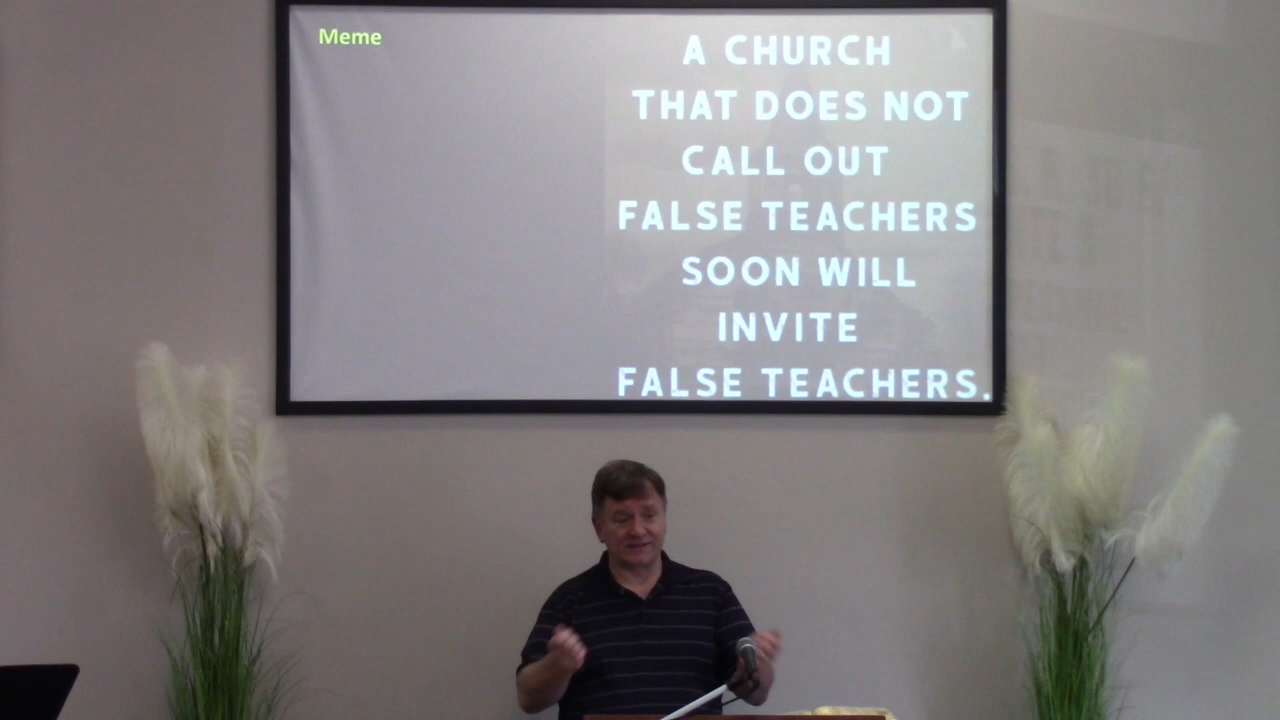 Meme
A CHURCH
THAT DOES NOT
CALL OUT
FALSE TEACHERS
SOON WILL
INVITE
FALSE TEACHERS.